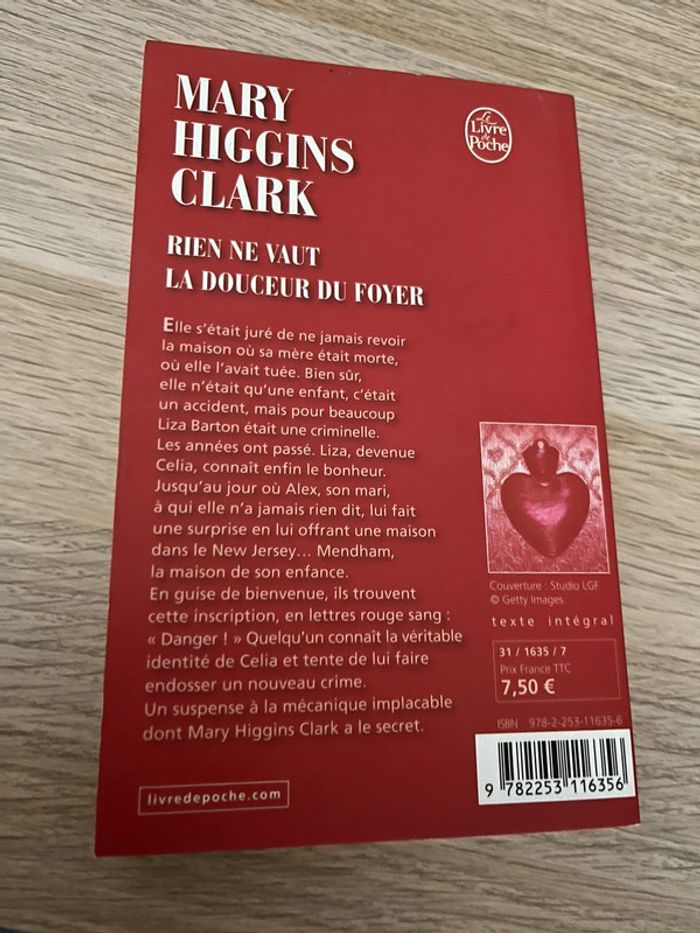 MARY
HIGGINS
CLARK
Le
Livre
de
Poche
RIEN NE VAUT
LA DOUCEUR DU FOYER
Elle s'était juré de ne jamais revoir
la maison où sa mère était morte,
où elle l'avait tuée. Bien sûr,
elle n'était qu'une enfant, c'était
un accident, mais pour beaucoup
Liza Barton était une criminelle.
Les années ont passé. Liza, devenue
Celia, connaît enfin le bonheur.
Jusqu'au jour où Alex, son mari,
à qui elle n'a jamais rien dit, lui fait
une surprise en lui offrant une maison
dans le New Jersey... Mendham,
la maison de son enfance.
En guise de bienvenue, ils trouvent
cette inscription, en lettres rouge sang :
« Danger ! » Quelqu'un connaît la véritable
identité de Celia et tente de lui faire
endosser un nouveau crime.
Un suspense à la mécanique implacable
dont Mary Higgins Clark a le secret.
livredepoche.com
Couverture : Studio LGF.
© Getty Images.
texte intégral
31 / 1635 / 7
Prix France TTC
7,50 €
ISBN 978-2-253-11635-6
9 782253 116356